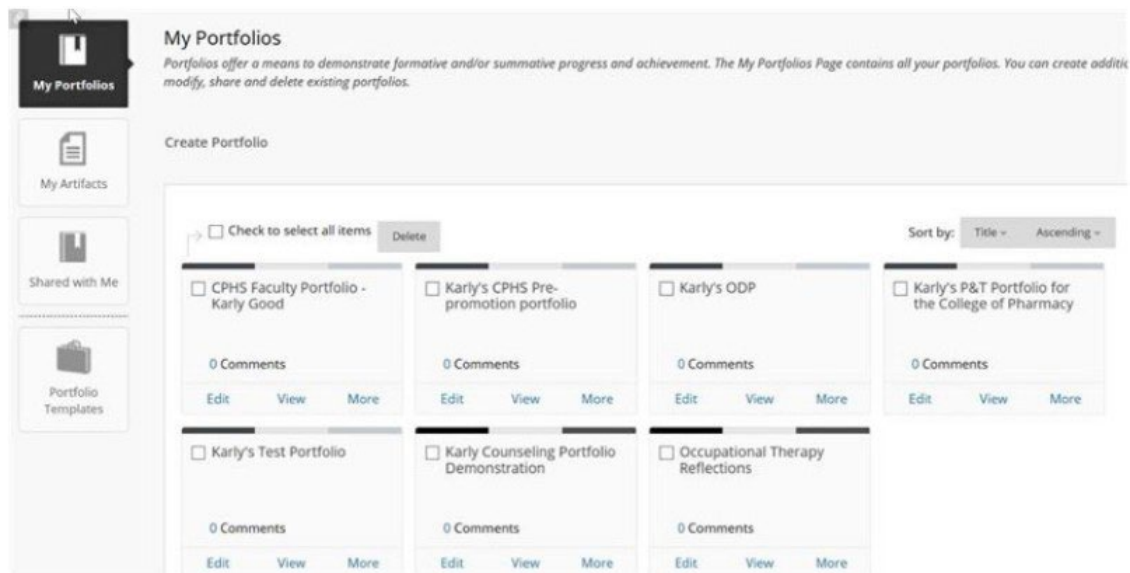 My Portfolios
My Portfolios
Portfolios offer a means to demonstrate formative and/or summative progress and achievement. The My Portfolios Page contains all your portfolios. You can create
modify, share and delete existing portfolios.
Create Portfolio
My Artifacts
Shared with Me
Portfolio
Templates
Check to select all items
Delete
Sort by:
Title
Ascending
CPHS Faculty Portfolio -
Karly Good
0 Comments
Edit View More
Karly's CPHS Pre-
promotion portfolio
0 Comments
Edit View More
Karly's ODP
0 Comments
Edit View More
Karly's P&T Portfolio for
the College of Pharmacy
0 Comments
Edit View More
Karly's Test Portfolio
0 Comments
Edit View More
Karly Counseling Portfolio
Demonstration
0 Comments
Edit View More
Occupational Therapy
Reflections
0 Comments
Edit View More